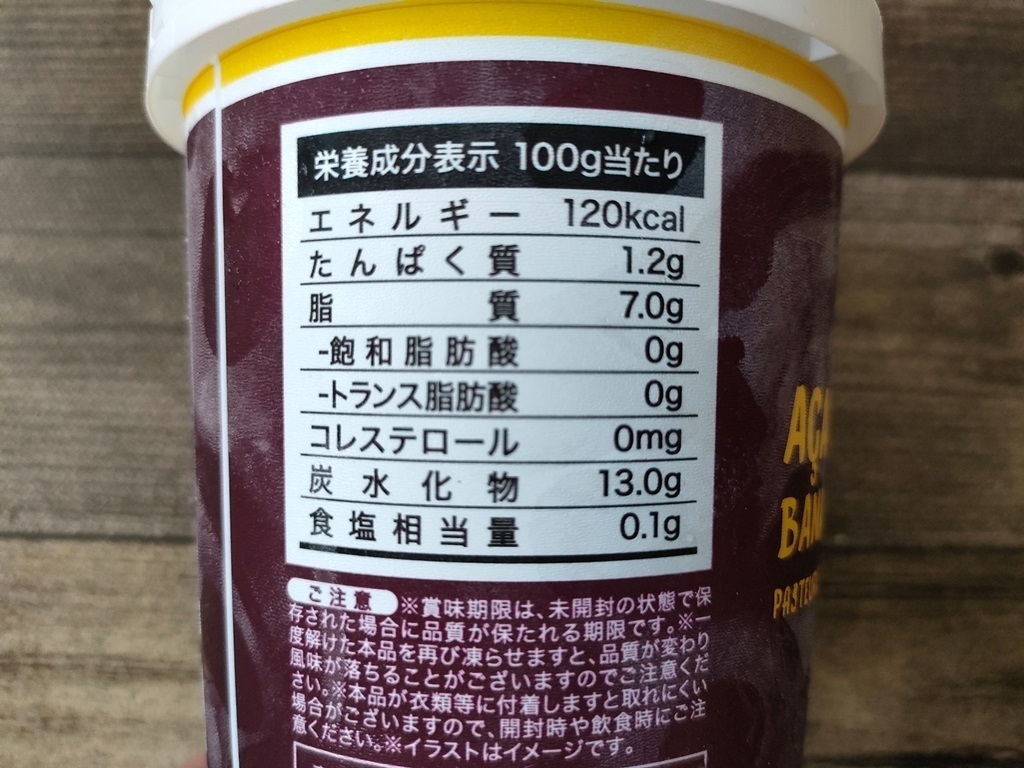 栄養成分表示 100g当たり
エネルギー 120kcal
たんぱく質 1.2g
脂質 7.0g
-飽和脂肪酸 0g
-トランス脂肪酸 0g
コレステロール 0mg
炭水化物 13.0g
食塩相当量 0.1g
ご注意 ※賞味期限は、未開封の状態で保
存された場合に品質が保たれる期限です。※一
度解けた本品を再び凍らせますと、品質が変わり
風味が落ちることがございますのでご注意くだ
さい。※本品が衣類等に付着しますと取れにくい
場合がございますので、開封時や飲食時にご注
意ください。※イラストはイメージです。